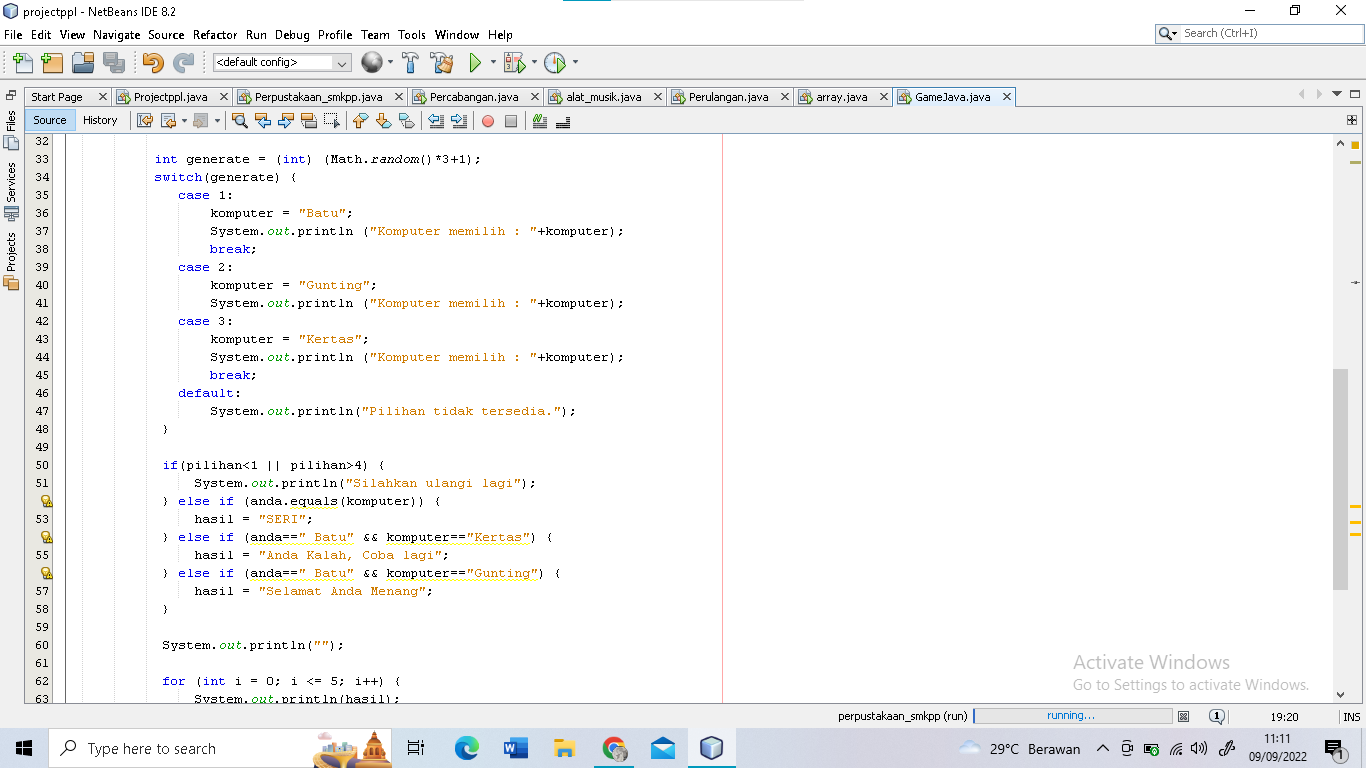 projectppl - NetBeans IDE 8.2
File Edit View Navigate Source Refactor Run Debug Profile Team Tools Window Help
Search (Ctrl+I)
<default config>
Start Page Projectppl.java Perpustakaan_smkpp.java Percabangan.java alat_musik.java Perulangan.java array.java GameJava.java
Source History
Files
Services
Projects
32
33 int generate = (int) (Math.random()*3+1);
34 switch(generate) {
35 case 1:
36 komputer = "Batu";
37 System.out.println ("Komputer memilih : "+komputer);
38 break;
39 case 2:
40 komputer = "Gunting";
41 System.out.println ("Komputer memilih : "+komputer);
42 case 3:
43 komputer = "Kertas";
44 System.out.println ("Komputer memilih : "+komputer);
45 break;
46 default:
47 System.out.println("Pilihan tidak tersedia.");
48 }
49
50 if(pilihan<1 || pilihan>4) {
51 System.out.println("Silahkan ulangi lagi");
} else if (anda.equals(komputer)) {
53 hasil = "SERI";
} else if (anda==" Batu" && komputer=="Kertas") {
55 hasil = "Anda Kalah, Coba lagi";
} else if (anda==" Batu" && komputer=="Gunting") {
57 hasil = "Selamat Anda Menang";
58 }
59
60 System.out.println("");
61
62 for (int i = 0; i <= 5; i++) {
63 System.out.println(hasil);
Activate Windows
Go to Settings to activate Windows.
perpustakaan_smkpp (run) running... 1 19:20 INS
Type here to search
29°C Berawan
11:11
09/09/2022
1